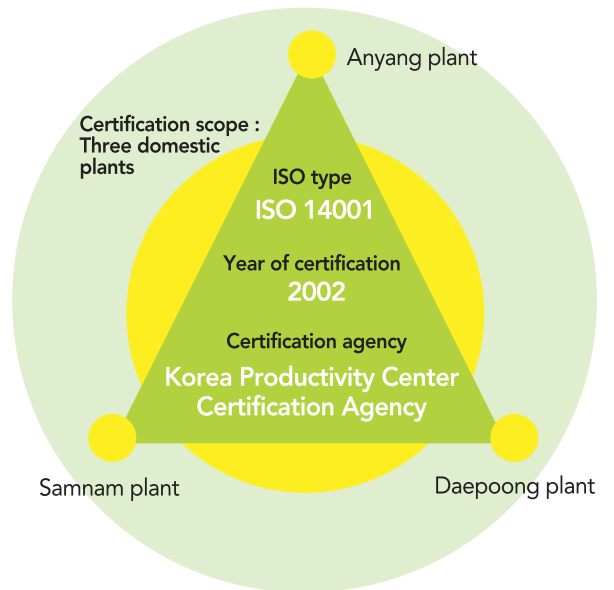 Anyang plant
Certification scope :
Three domestic
plants
ISO type
ISO 14001
Year of certification
2002
Certification agency
Korea Productivity Center
Certification Agency
Samnam plant
Daepoong plant